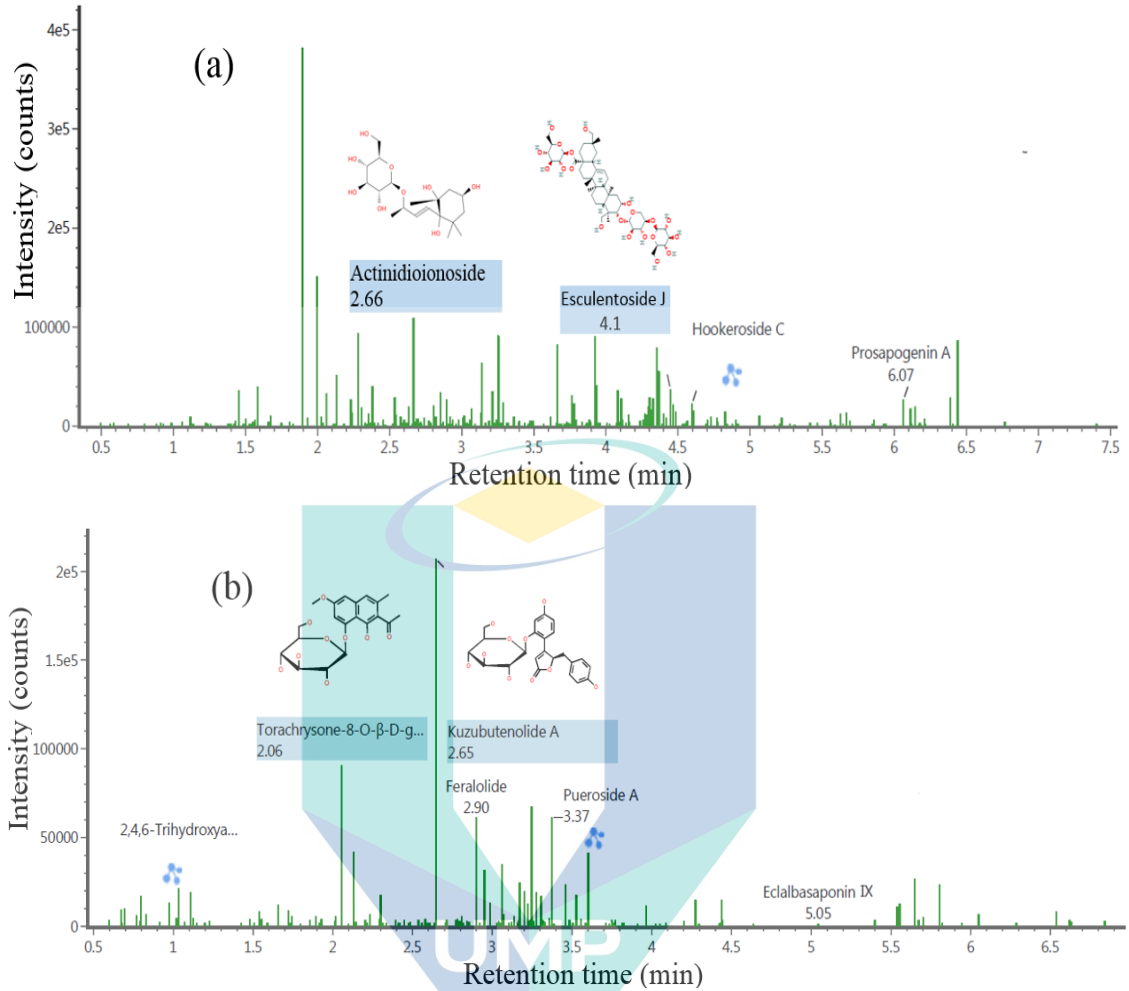 4e5
(a)
3e5
Intensity (counts)
2e5
Actinidioionoside
2.66
Esculentoside J
4.1
Hookeroside C
100000
Prosapogenin A
6.07
0
0.5 1 1.5 2 2.5 3 3.5 4 4.5 5 5.5 6 6.5 7 7.5
Retention time (min)
2e5
(b)
1.5e5
Intensity (counts)
Torachrysone-8-O-β-D-g...
2.06
Kuzubutenolide A
2.65
100000
Feralolide
2.90
Pueroside A
3.37
2,4,6-Trihydroxya...
50000
Eclalbasaponin IX
5.05
0
0.5 1 1.5 2 2.5 3 3.5 4 4.5 5 5.5 6 6.5
UMP
Retention time (min)